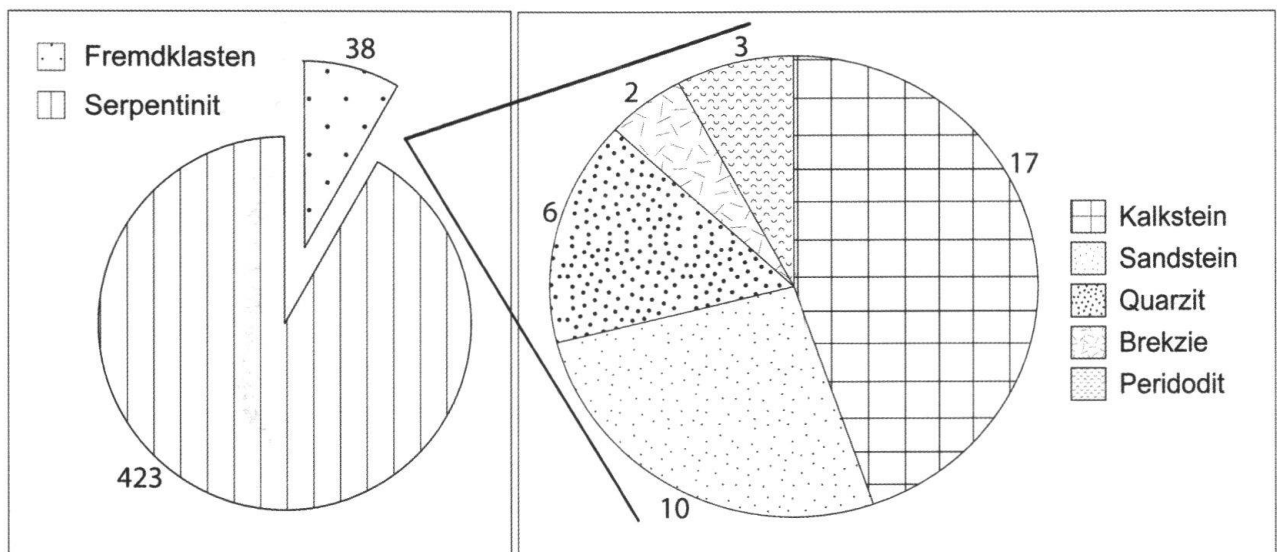 Fremdklasten
Serpentinit
38
423
3
2
17
6
10
Kalkstein
Sandstein
Quarzit
Brekzie
Peridodit